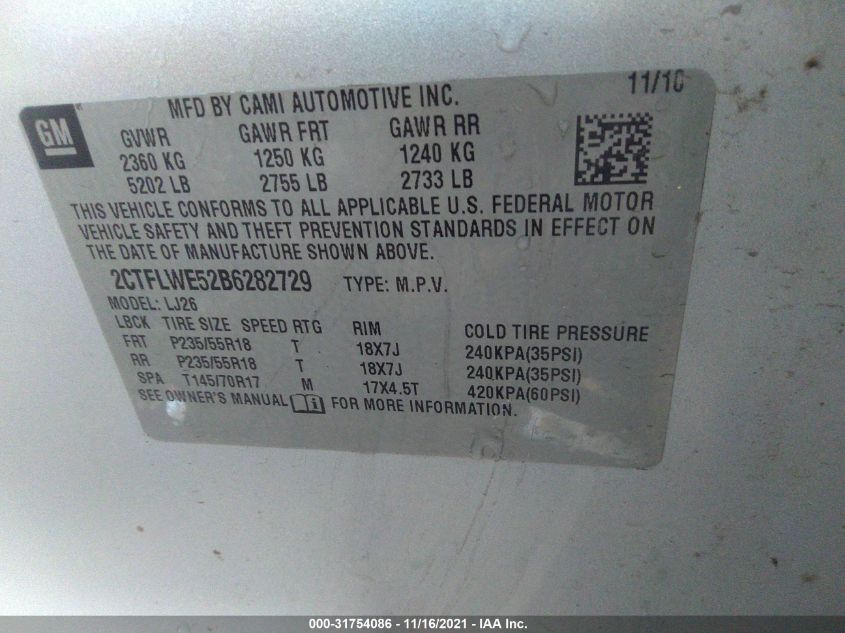 11/10
GM
MFD BY CAMI AUTOMOTIVE INC.
GVWR GAWR FRT GAWR RR
2360 KG 1250 KG 1240 KG
5202 LB 2755 LB 2733 LB
THIS VEHICLE CONFORMS TO ALL APPLICABLE U.S. FEDERAL MOTOR
VEHICLE SAFETY AND THEFT PREVENTION STANDARDS IN EFFECT ON
THE DATE OF MANUFACTURE SHOWN ABOVE.
2CTFLWE52B6282729 TYPE: M.P.V.
MODEL: LJ26
LBCK TIRE SIZE SPEED RTG RIM COLD TIRE PRESSURE
FRT P235/55R18 T 18X7J 240KPA(35PSI)
RR P235/55R18 T 18X7J 240KPA(35PSI)
SPA T145/70R17 M 17X4.5T 420KPA(60PSI)
SEE OWNER'S MANUAL FOR MORE INFORMATION.
000-31754086 - 11/16/2021 - IAA Inc.